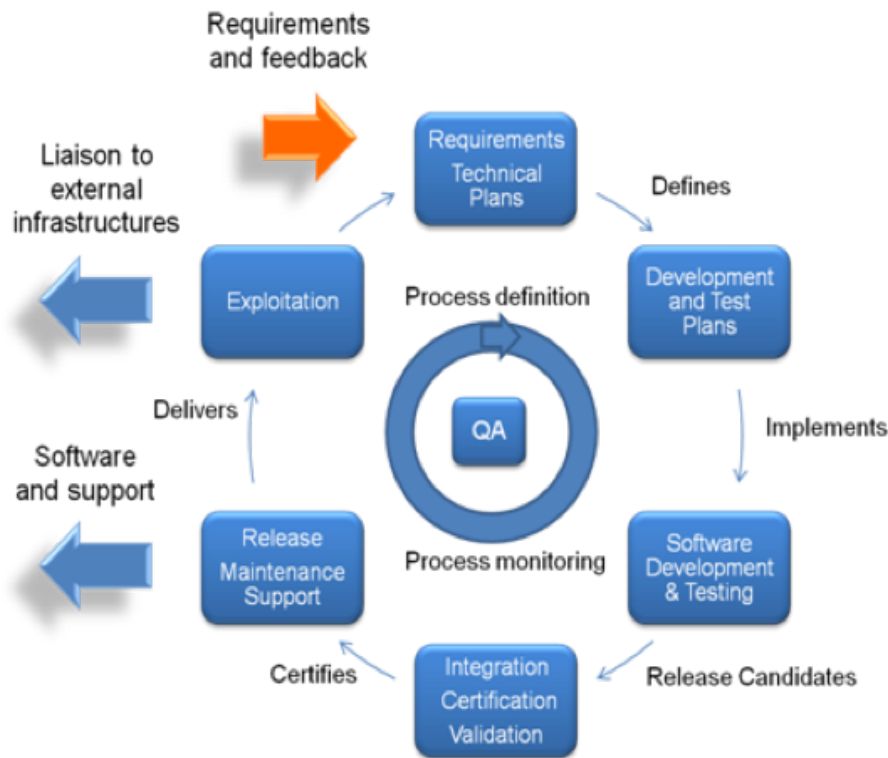 Requirements
and feedback
Requirements
Technical
Plans
Defines
Liaison to
external
infrastructures
Exploitation
Process definition
Development
and Test
Plans
Delivers
QA
Implements
Software
and support
Release
Maintenance
Support
Process monitoring
Software
Development
& Testing
Certifies
Integration
Certification
Validation
Release Candidates